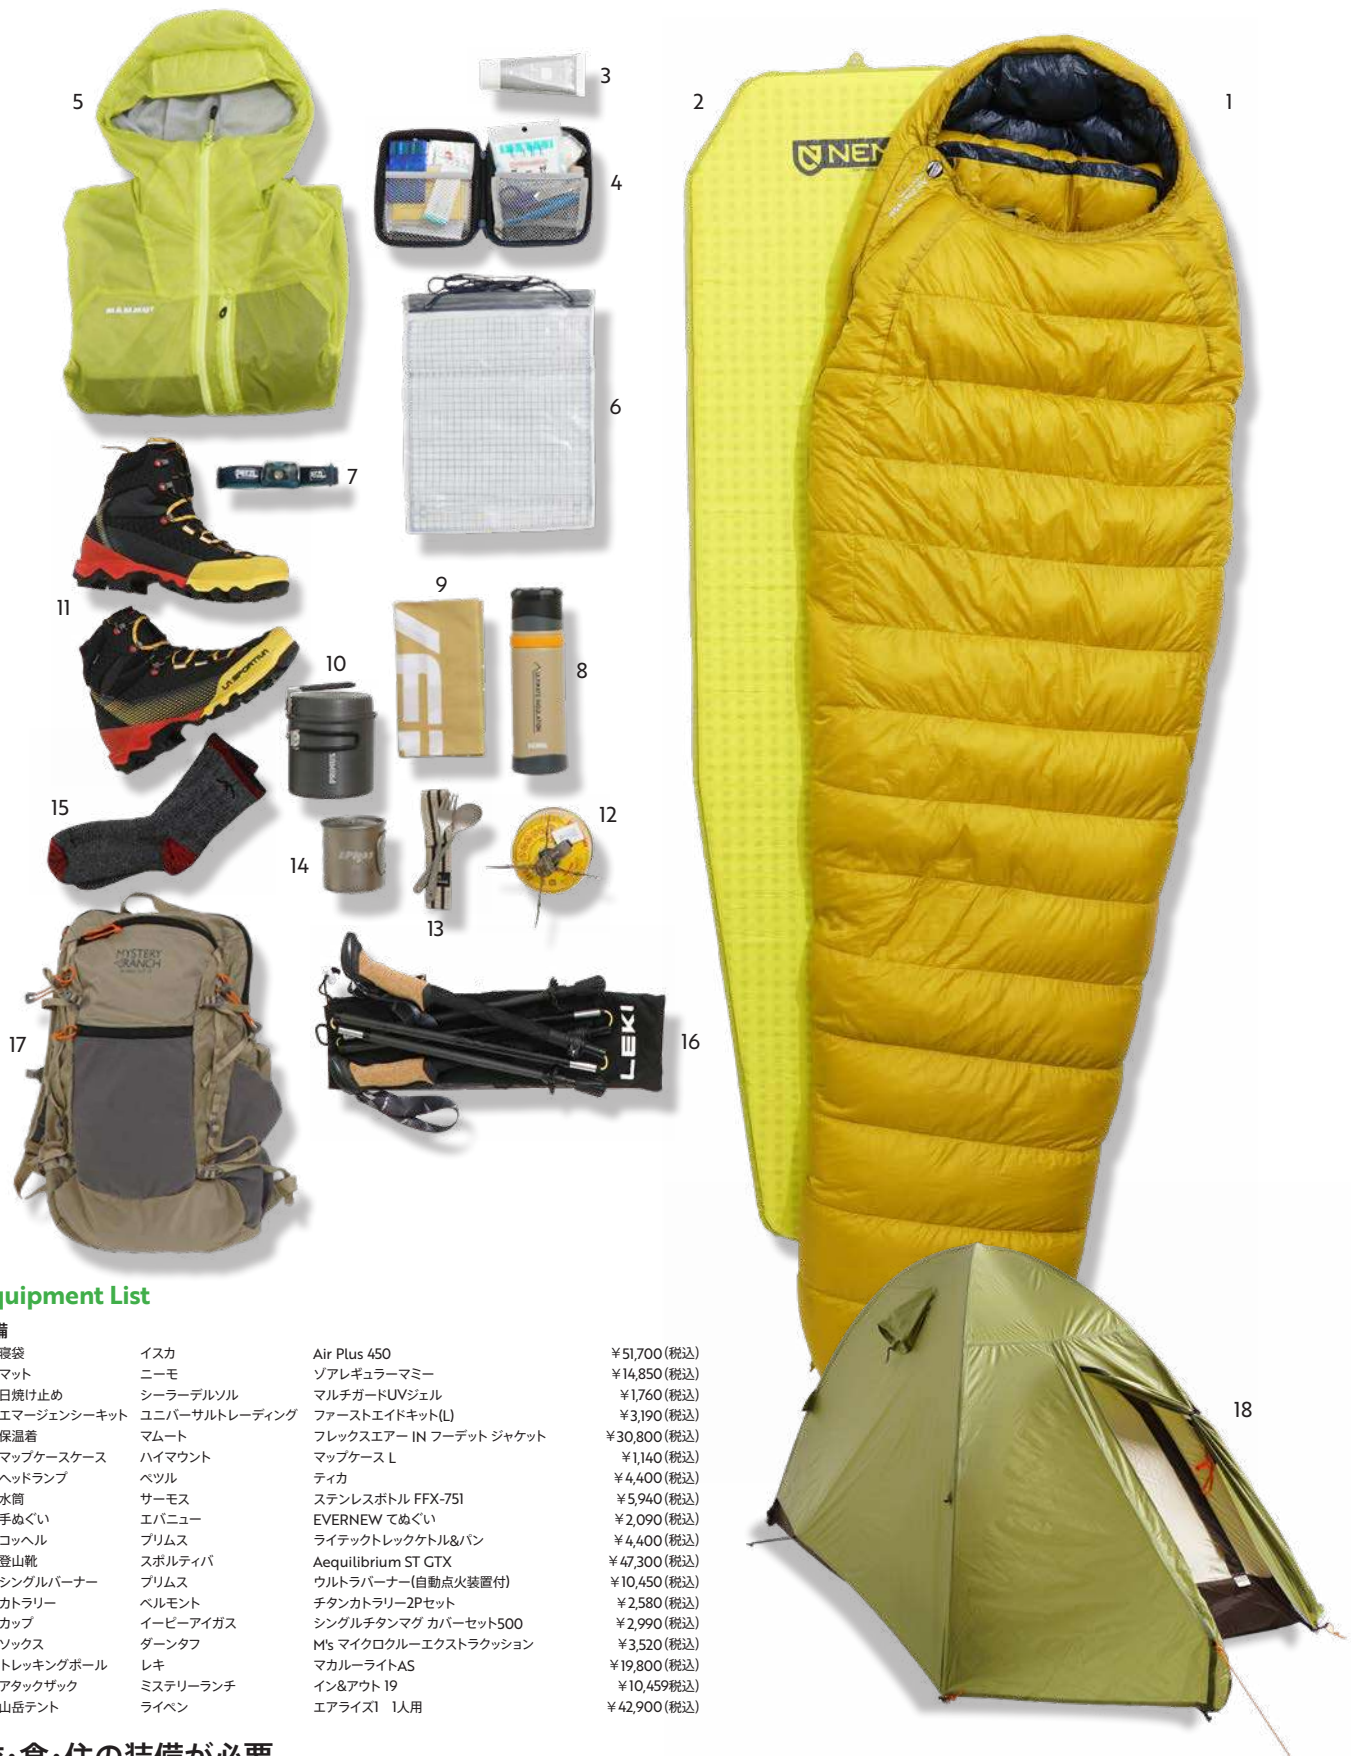 5
3
2
1
NEM
4
MAMMUT
6
PETZL
7
11
9
LA SPORTIVA
10
8
PRIMUS
15
12
14
13
MYSTERY
RANCH
LEKI
16
17
quipment List
備
寝袋 イスカ Air Plus 450 ¥51,700(税込)
マット ニーモ ゾアレギュラーマミー ¥14,850(税込)
日焼け止め シーラーデルソル マルチガードUVジェル ¥1,760(税込)
エマージェンシーキット ユニバーサルトレーディング ファーストエイドキット(L) ¥3,190(税込)
保温着 マムート フレックスエアー IN フーデット ジャケット ¥30,800(税込)
マップケースケース ハイマウント マップケース L ¥1,140(税込)
ヘッドランプ ペツル ティカ ¥4,400(税込)
水筒 サーモス ステンレスボトル FFX-751 ¥5,940(税込)
手ぬぐい エバニュー EVERNEW てぬぐい ¥2,090(税込)
コッヘル プリムス ライテックトレックケトル&パン ¥4,400(税込)
登山靴 スポルティバ Aequilibrium ST GTX ¥47,300(税込)
シングルバーナー プリムス ウルトラバーナー(自動点火装置付) ¥10,450(税込)
カトラリー ベルモント チタンカトラリー2Pセット ¥2,580(税込)
カップ イーピーアイガス シングルチタンマグ カバーセット500 ¥2,990(税込)
ソックス ダーンタフ M's マイクロクルーエクストラクッション ¥3,520(税込)
トレッキングポール レキ マカルーライトAS ¥19,800(税込)
アタックザック ミステリーランチ イン&アウト 19 ¥10,459税込)
山岳テント ライペン エアライズ1 1人用 ¥42,900(税込)
18
・食・住の装備が必要